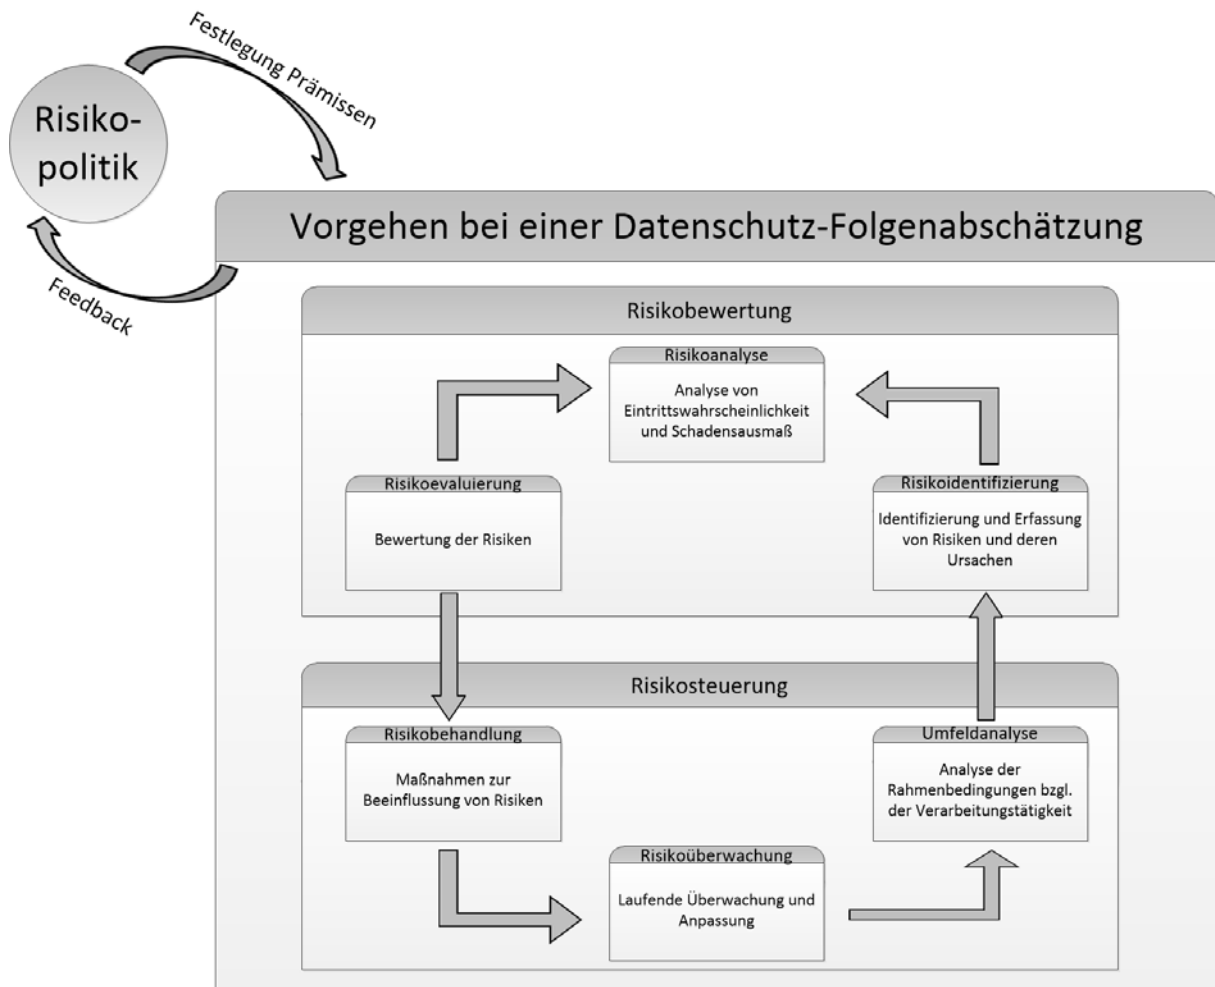 Festlegung Prämissen
Risiko-
politik
Feedback
Vorgehen bei einer Datenschutz-Folgenabschätzung
Risikobewertung
Risikoanalyse
Analyse von
Eintrittswahrscheinlichkeit
und Schadensausmaß
Risikoevaluierung
Bewertung der Risiken
Risikoidentifizierung
Identifizierung und Erfassung
von Risiken und deren
Ursachen
Risikosteuerung
Risikobehandlung
Maßnahmen zur
Beeinflussung von Risiken
Umfeldanalyse
Analyse der
Rahmenbedingungen bzgl.
der Verarbeitungstätigkeit
Risikoüberwachung
Laufende Überwachung und
Anpassung